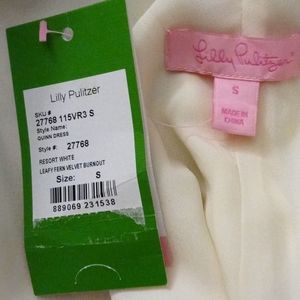 Lilly Pulitzer
SKU #
27768 115VR3 S
Style Name:
QUINN DRESS
Style #: 27768
RESORT WHITE
LEAFY FERN VELVET BURNOUT
Size: S
889069 231538
Lilly Pulitzer
S
MADE IN
CHINA